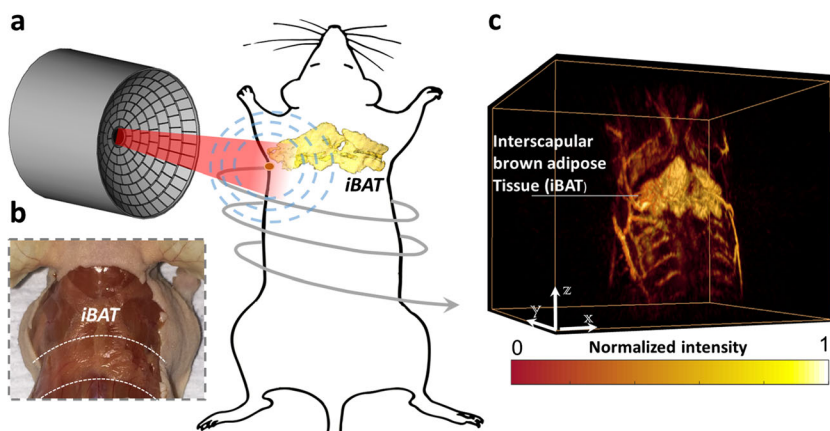 a
iBAT
b
iBAT
c
Interscapular
brown adipose
Tissue (iBAT)
z
y
x
0
Normalized intensity
1